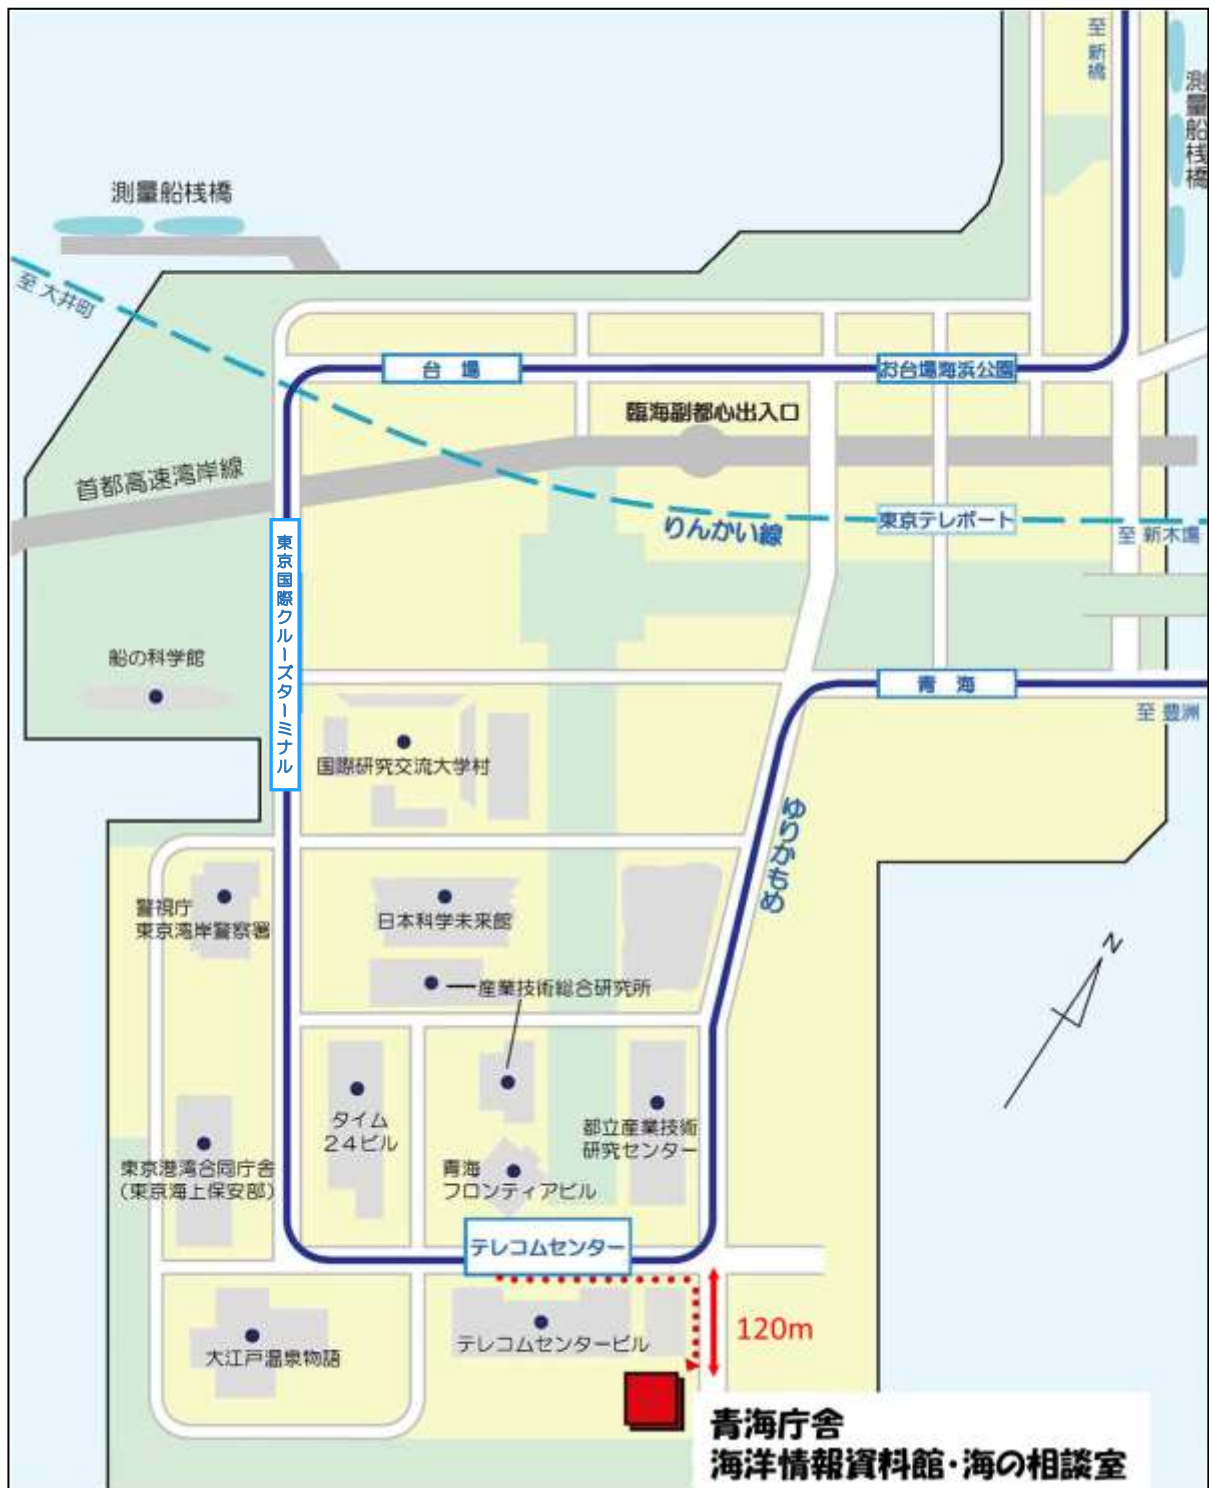 至 新橋
測量船桟橋
測量船桟橋
至 大井町
台 場
お台場海浜公園
臨海副都心出入口
首都高速湾岸線
東京テレポート
りんかい線
至 新木場
東京国際クルーズターミナル
船の科学館
青 海
至 豊洲
国際研究交流大学村
ゆりかもめ
警視庁
東京湾岸警察署
日本科学未来館
N
産業技術総合研究所
タイム
24ビル
都立産業技術
研究センター
東京港湾合同庁舎
(東京海上保安部)
青海
フロンティアビル
テレコムセンター
120m
テレコムセンタービル
大江戸温泉物語
青海庁舎
海洋情報資料館・海の相談室